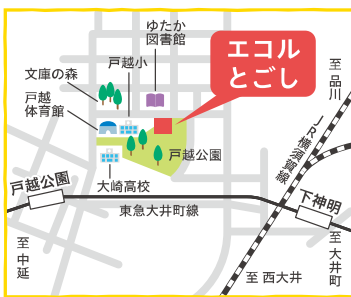 ゆたか
図書館
エコル
とごし
戸越小
文庫の森
戸越
体育館
至
品
川
JR横須賀線
戸越公園
大崎高校
戸越公園
下神明
東急大井町線
至
中
延
至 西大井
至
大
井
町